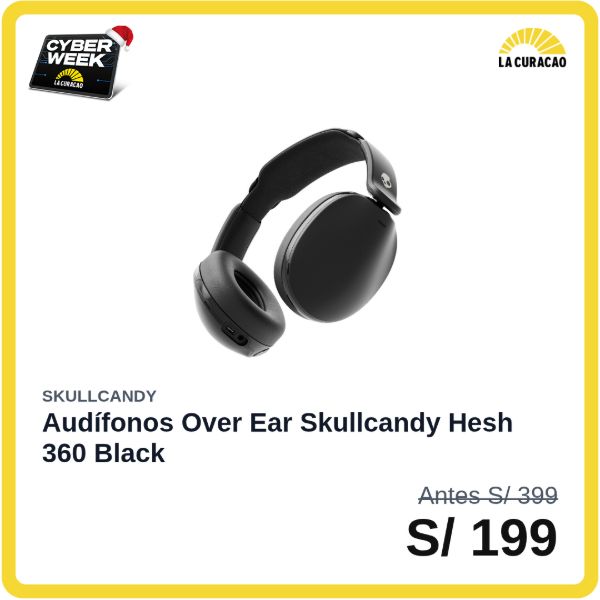 CYBER
WEEK
LA CURACAO
LA CURACAO
SKULLCANDY
Audífonos Over Ear Skullcandy Hesh
360 Black
Antes S/ 399
S/ 199